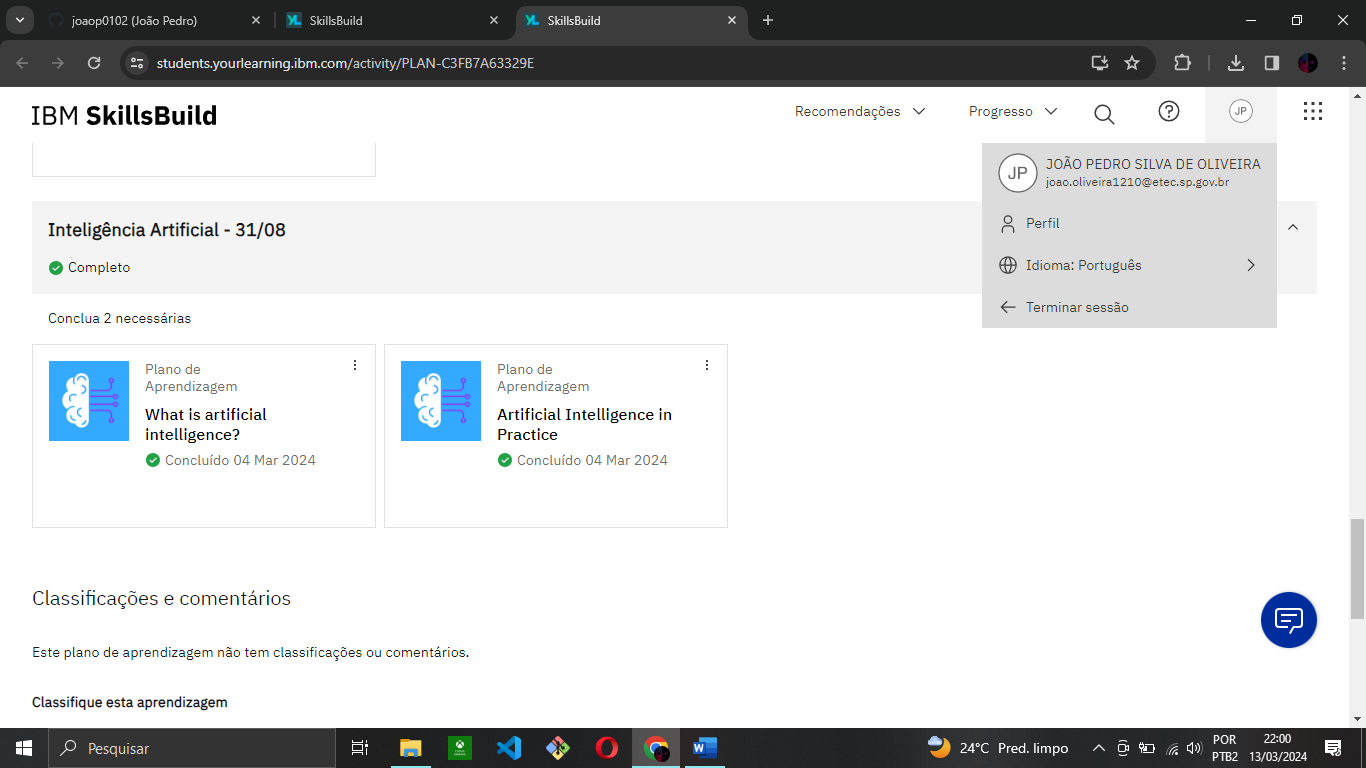 joaop0102 (João Pedro)
SkillsBuild
SkillsBuild
students.yourlearning.ibm.com/activity/PLAN-C3FB7A63329E
IBM SkillsBuild
Recomendações
Progresso
JP
JP
JOÃO PEDRO SILVA DE OLIVEIRA
joao.oliveira1210@etec.sp.gov.br
Perfil
Idioma: Português
Terminar sessão
Inteligência Artificial - 31/08
Completo
Conclua 2 necessárias
Plano de
Aprendizagem
What is artificial
intelligence?
Concluído 04 Mar 2024
Plano de
Aprendizagem
Artificial Intelligence in
Practice
Concluído 04 Mar 2024
Classificações e comentários
Este plano de aprendizagem não tem classificações ou comentários.
Classifique esta aprendizagem
Pesquisar
24°C Pred. limpo
POR
PTB2
22:00
13/03/2024